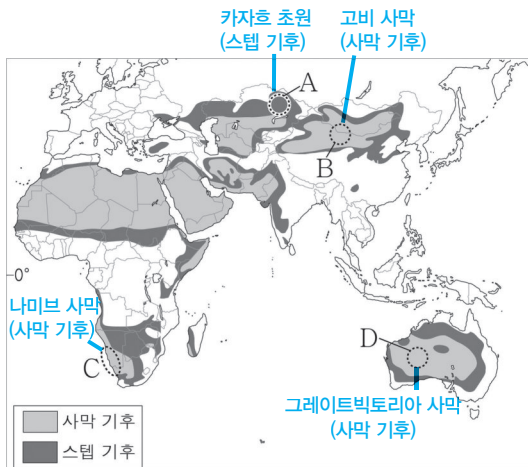 카자흐 초원
(스텝 기후)
고비 사막
(사막 기후)
A
B
0°
나미브 사막
(사막 기후)
C
D
그레이트빅토리아 사막
(사막 기후)
사막 기후
스텝 기후